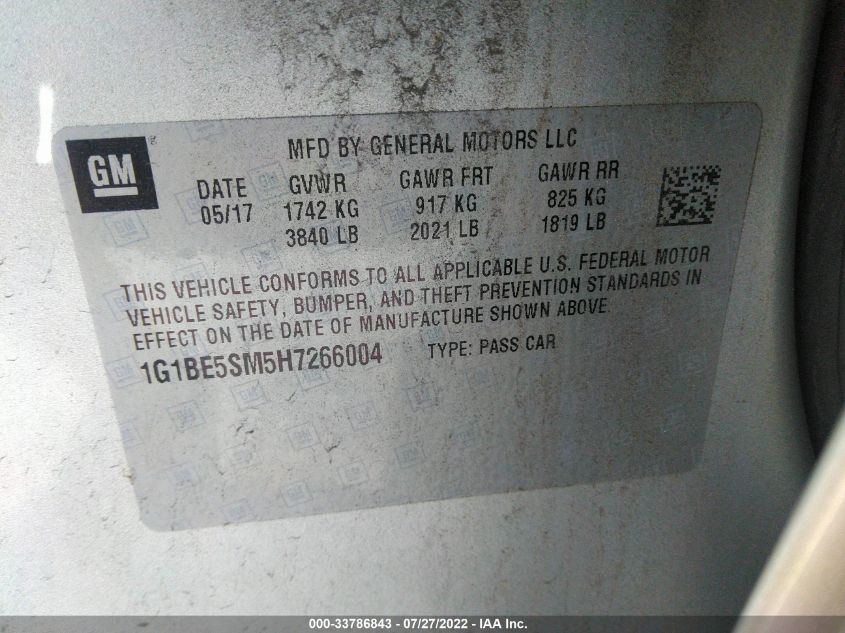 GM
MFD BY GENERAL MOTORS LLC
DATE GVWR GAWR FRT GAWR RR
05/17 1742 KG 917 KG 825 KG
3840 LB 2021 LB 1819 LB
THIS VEHICLE CONFORMS TO ALL APPLICABLE U.S. FEDERAL MOTOR
VEHICLE SAFETY, BUMPER, AND THEFT PREVENTION STANDARDS IN
EFFECT ON THE DATE OF MANUFACTURE SHOWN ABOVE.
1G1BE5SM5H7266004 TYPE: PASS CAR
000-33786843 - 07/27/2022 - IAA Inc.